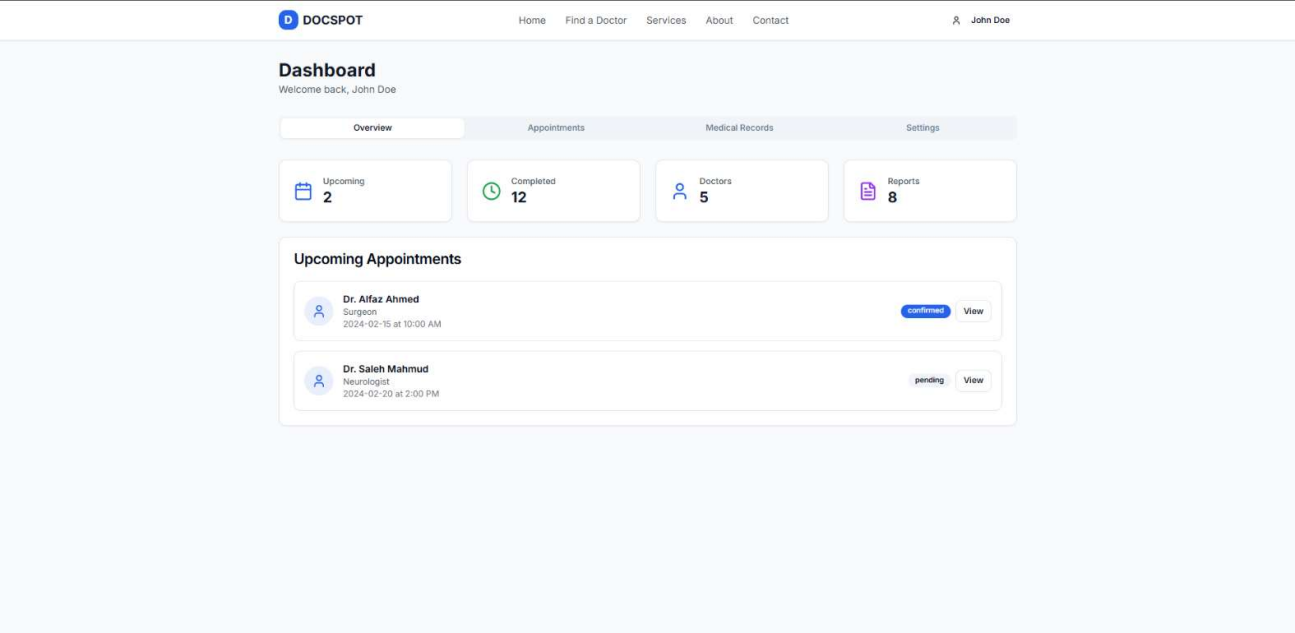 D DOCSPOT Home Find a Doctor Services About Contact John Doe
Dashboard
Welcome back, John Doe
Overview Appointments Medical Records Settings
Upcoming
2
Completed
12
Doctors
5
Reports
8
Upcoming Appointments
Dr. Alfaz Ahmed
Surgeon
2024-02-15 at 10:00 AM
confirmed View
Dr. Saleh Mahmud
Neurologist
2024-02-20 at 2:00 PM
pending View